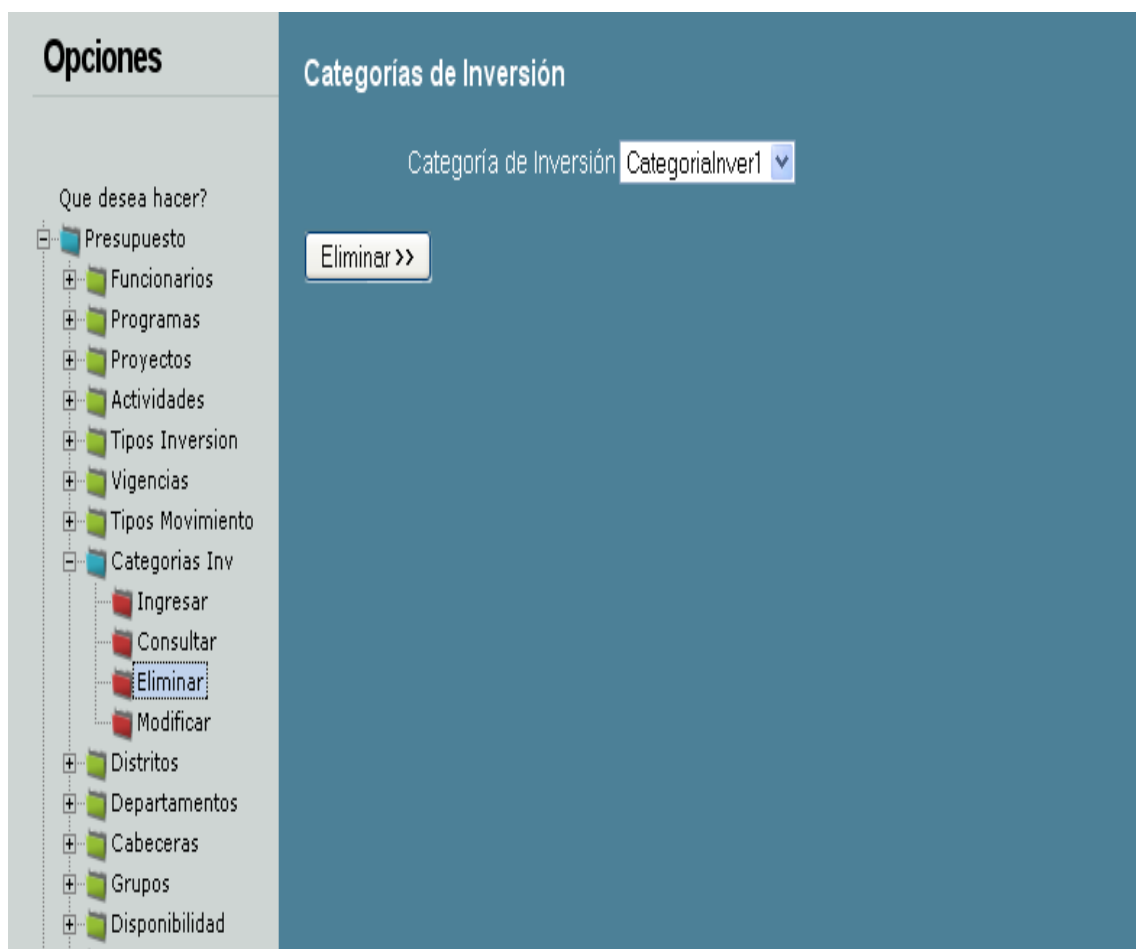 Opciones
Que desea hacer?
Presupuesto
Funcionarios
Programas
Proyectos
Actividades
Tipos Inversion
Vigencias
Tipos Movimiento
Categorias Inv
Ingresar
Consultar
Eliminar
Modificar
Distritos
Departamentos
Cabeceras
Grupos
Disponibilidad
Categorías de Inversión
Categoría de Inversión CategoriaInver1
Eliminar >>